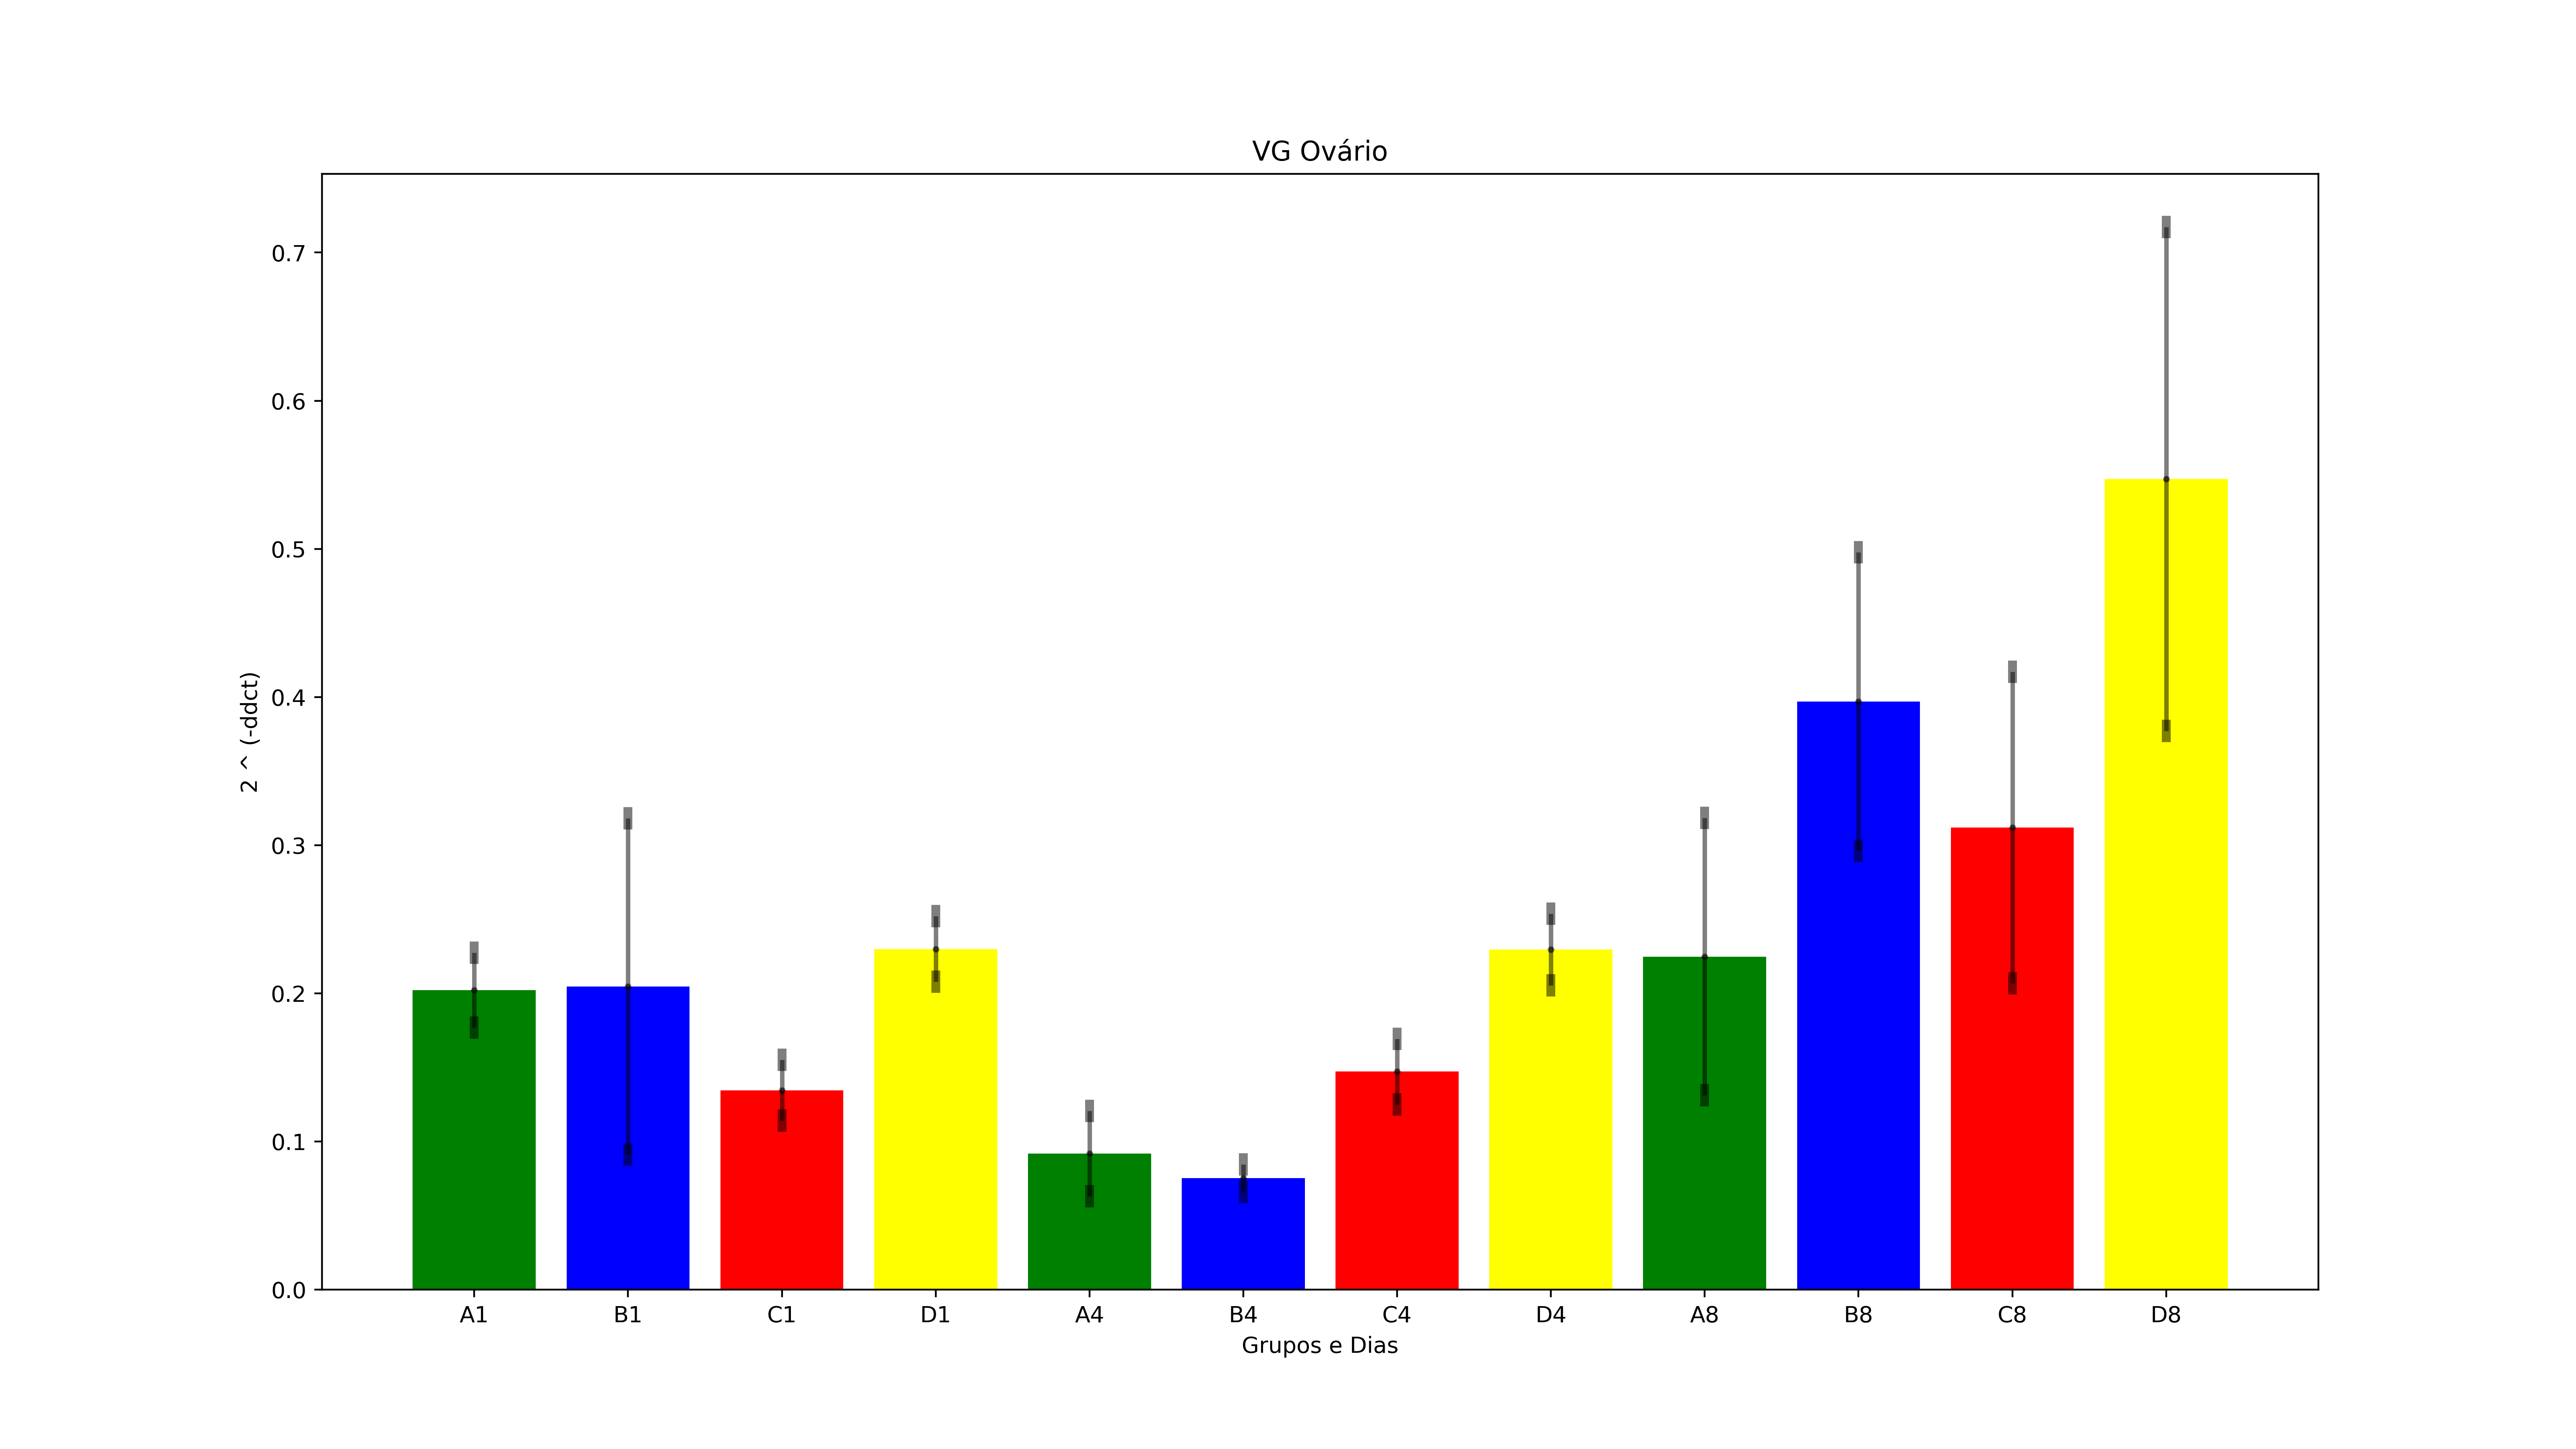 VG Ovário
2 ^ (-ddct)
0.7
0.6
0.5
0.4
0.3
0.2
0.1
0.0
A1 B1 C1 D1 A4 B4 C4 D4 A8 B8 C8 D8
Grupos e Dias